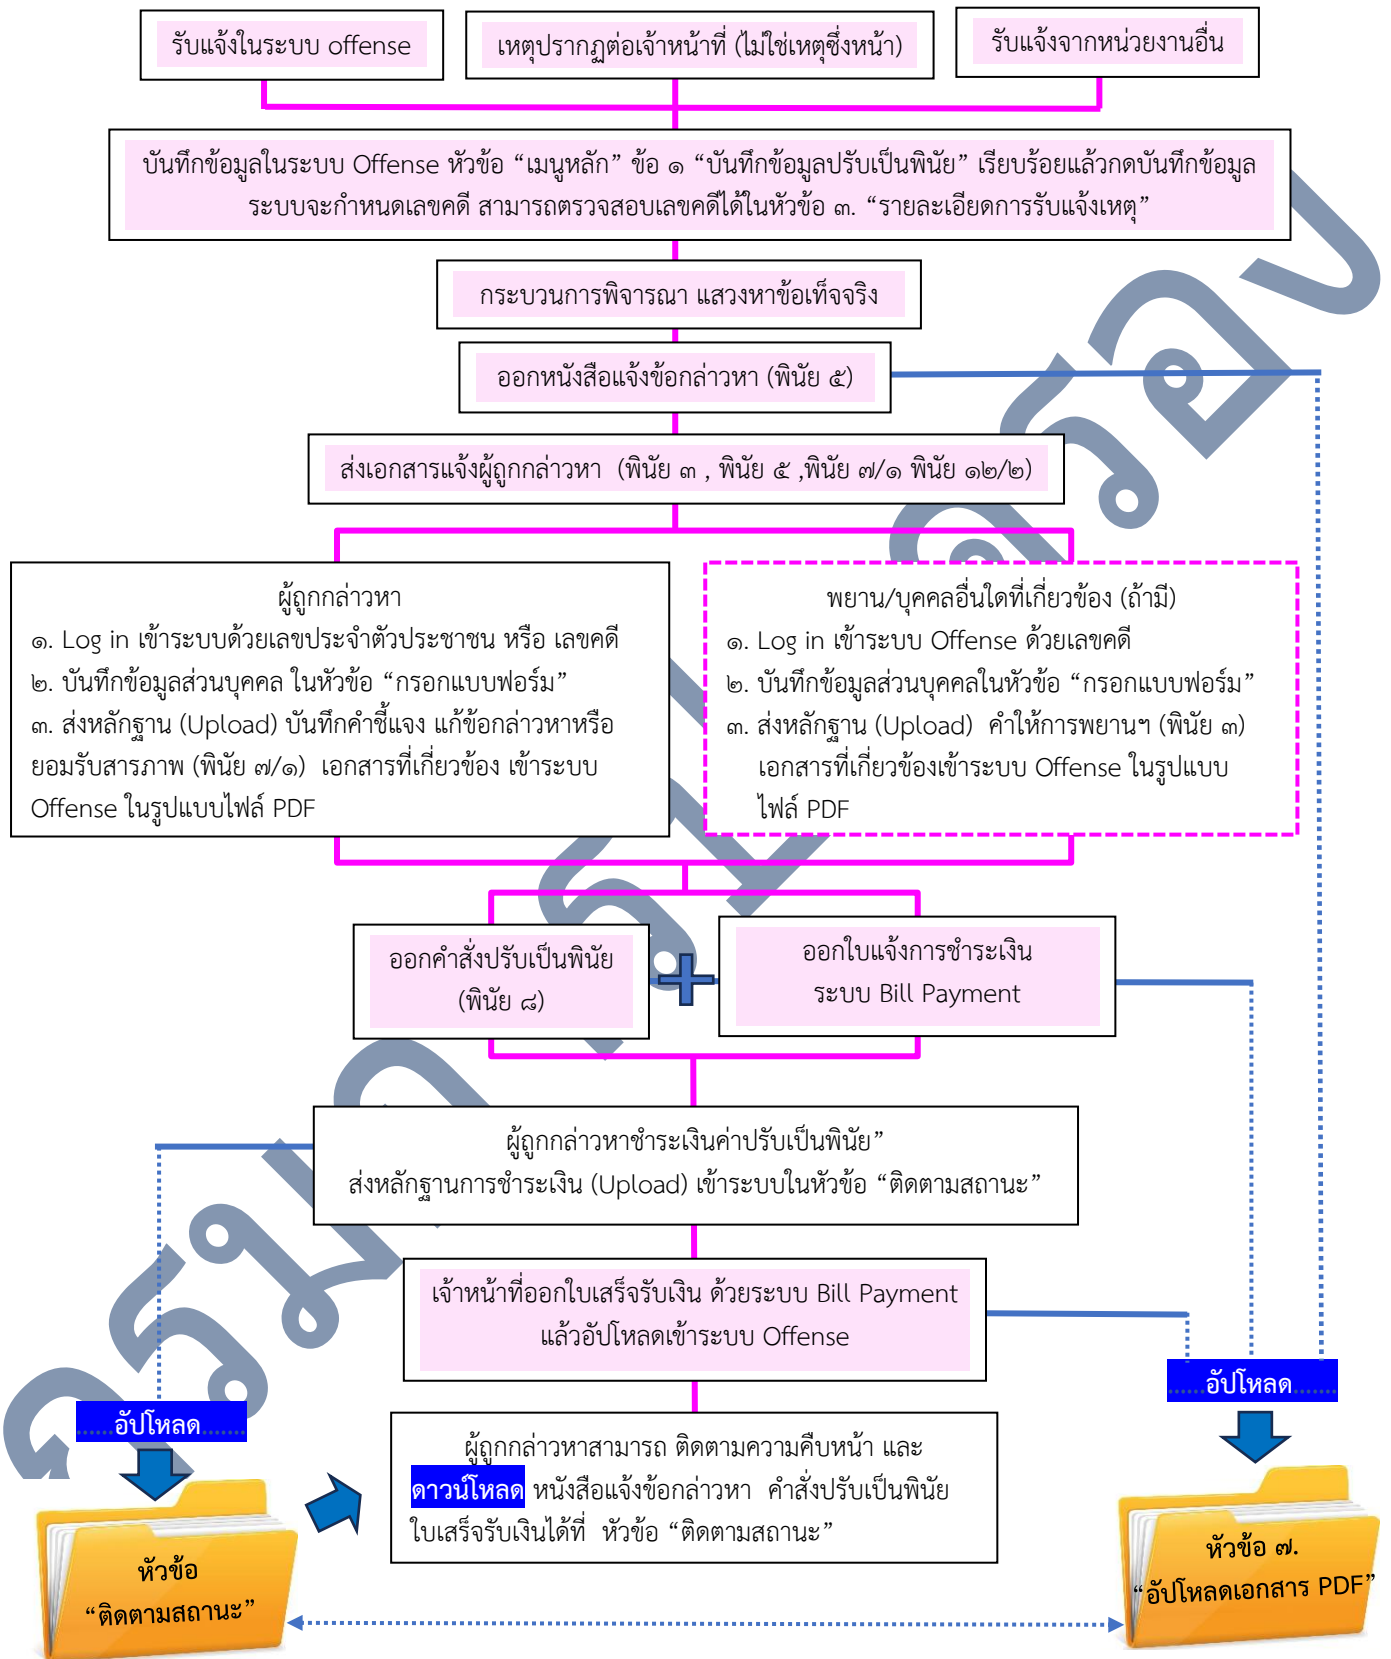 รับแจ้งในระบบ offense
เหตุปรากฏต่อเจ้าหน้าที่ (ไม่ใช่เหตุซึ่งหน้า)
รับแจ้งจากหน่วยงานอื่น
บันทึกข้อมูลในระบบ Offense หัวข้อ “เมนูหลัก” ข้อ ๑ “บันทึกข้อมูลปรับเป็นพินัย” เรียบร้อยแล้วกดบันทึกข้อมูล
ระบบจะกำหนดเลขคดี สามารถตรวจสอบเลขคดีได้ในหัวข้อ ๓. “รายละเอียดการรับแจ้งเหตุ”
กระบวนการพิจารณา แสวงหาข้อเท็จจริง
ออกหนังสือแจ้งข้อกล่าวหา (พินัย ๕)
ส่งเอกสารแจ้งผู้ถูกกล่าวหา (พินัย ๓ , พินัย ๕ ,พินัย ๗/๑ พินัย ๑๒/๒)
ผู้ถูกกล่าวหา
๑. Log in เข้าระบบด้วยเลขประจำตัวประชาชน หรือ เลขคดี
๒. บันทึกข้อมูลส่วนบุคคล ในหัวข้อ “กรอกแบบฟอร์ม”
๓. ส่งหลักฐาน (Upload) บันทึกคำชี้แจง แก้ข้อกล่าวหาหรือ
ยอมรับสารภาพ (พินัย ๗/๑) เอกสารที่เกี่ยวข้อง เข้าระบบ
Offense ในรูปแบบไฟล์ PDF
พยาน/บุคคลอื่นใดที่เกี่ยวข้อง (ถ้ามี)
๑. Log in เข้าระบบ Offense ด้วยเลขคดี
๒. บันทึกข้อมูลส่วนบุคคลในหัวข้อ “กรอกแบบฟอร์ม”
๓. ส่งหลักฐาน (Upload) คำให้การพยานฯ (พินัย ๓)
เอกสารที่เกี่ยวข้องเข้าระบบ Offense ในรูปแบบ
ไฟล์ PDF
ออกคำสั่งปรับเป็นพินัย
(พินัย ๘)
ออกใบแจ้งการชำระเงิน
ระบบ Bill Payment
ผู้ถูกกล่าวหาชำระเงินค่าปรับเป็นพินัย”
ส่งหลักฐานการชำระเงิน (Upload) เข้าระบบในหัวข้อ “ติดตามสถานะ”
เจ้าหน้าที่ออกใบเสร็จรับเงิน ด้วยระบบ Bill Payment
แล้วอัปโหลดเข้าระบบ Offense
......อัปโหลด......
......อัปโหลด......
ผู้ถูกกล่าวหาสามารถ ติดตามความคืบหน้า และ
ดาวน์โหลด หนังสือแจ้งข้อกล่าวหา คำสั่งปรับเป็นพินัย
ใบเสร็จรับเงินได้ที่ หัวข้อ “ติดตามสถานะ”
หัวข้อ
“ติดตามสถานะ”
หัวข้อ ๗.
“อัปโหลดเอกสาร PDF”
กรมการปกครอง